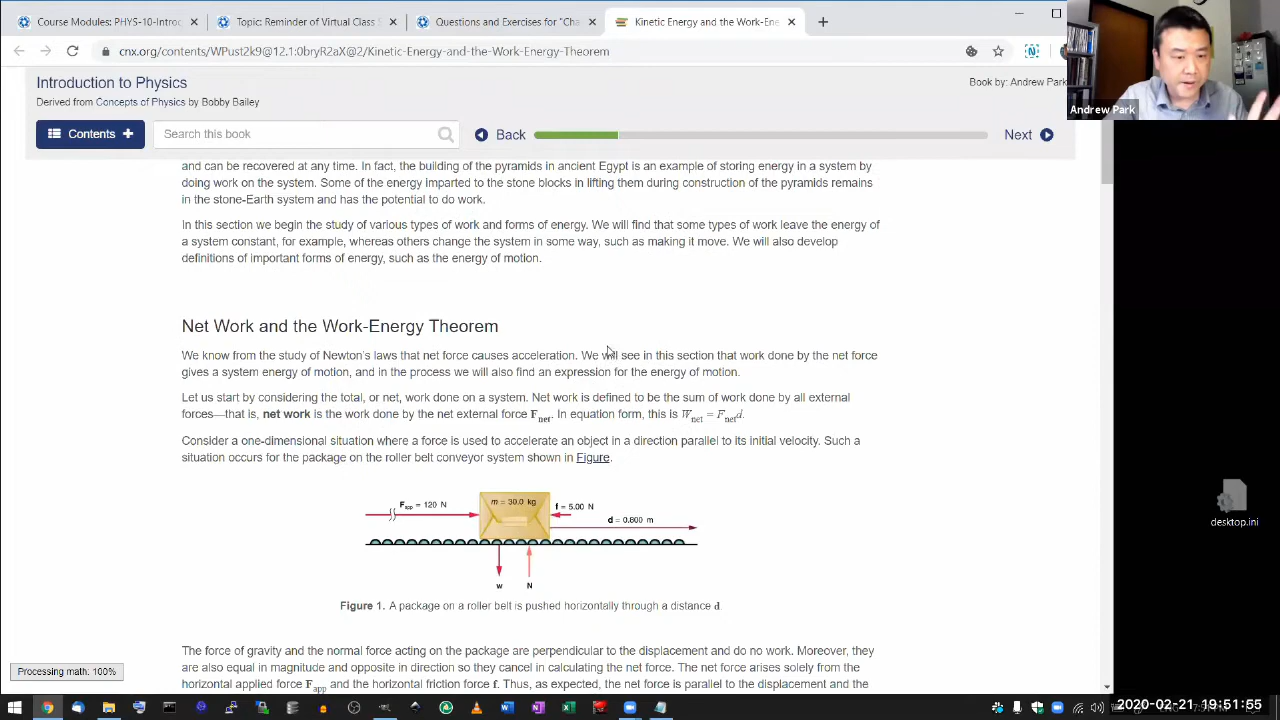 Course Modules: PHYS-10-Introd
Topic Reminder of Virtual Class S
Questions and Exercises for "Cha
Kinetic Energy and the Work-Ene
cnx.org/contents/WPust2k9@12.1:0bryR2aX@2/Kinetic-Energy-and-the-Work-Energy-Theorem
Introduction to Physics
Book by: Andrew Park
Derived from Concepts of Physics by Bobby Bailey
Andrew Park
Contents
Search this book
Back
Next
and can be recovered at any time. In fact, the building of the pyramids in ancient Egypt is an example of storing energy in a system by
doing work on the system. Some of the energy imparted to the stone blocks in lifting them during construction of the pyramids remains
in the stone-Earth system and has the potential to do work.
In this section we begin the study of various types of work and forms of energy. We will find that some types of work leave the energy of
a system constant, for example, whereas others change the system in some way, such as making it move. We will also develop
definitions of important forms of energy, such as the energy of motion.
Net Work and the Work-Energy Theorem
We know from the study of Newton's laws that net force causes acceleration. We will see in this section that work done by the net force
gives a system energy of motion, and in the process we will also find an expression for the energy of motion.
Let us start by considering the total, or net, work done on a system. Net work is defined to be the sum of work done by all external
forces—that is, net work is the work done by the net external force Fnet. In equation form, this is Wnet = Fnetd.
Consider a one-dimensional situation where a force is used to accelerate an object in a direction parallel to its initial velocity. Such a
situation occurs for the package on the roller belt conveyor system shown in Figure.
Fapp = 120 N
m = 30.0 kg
f = 5.00 N
d = 0.800 m
w
N
Figure 1. A package on a roller belt is pushed horizontally through a distance d
desktop.ini
The force of gravity and the normal force acting on the package are perpendicular to the displacement and do no work. Moreover, they
are also equal in magnitude and opposite in direction so they cancel in calculating the net force. The net force arises solely from the
horizontal applied force Fapp and the horizontal friction force f. Thus, as expected, the net force is parallel to the displacement and the
Processing math: 100%
2020-02-21 19:51:55